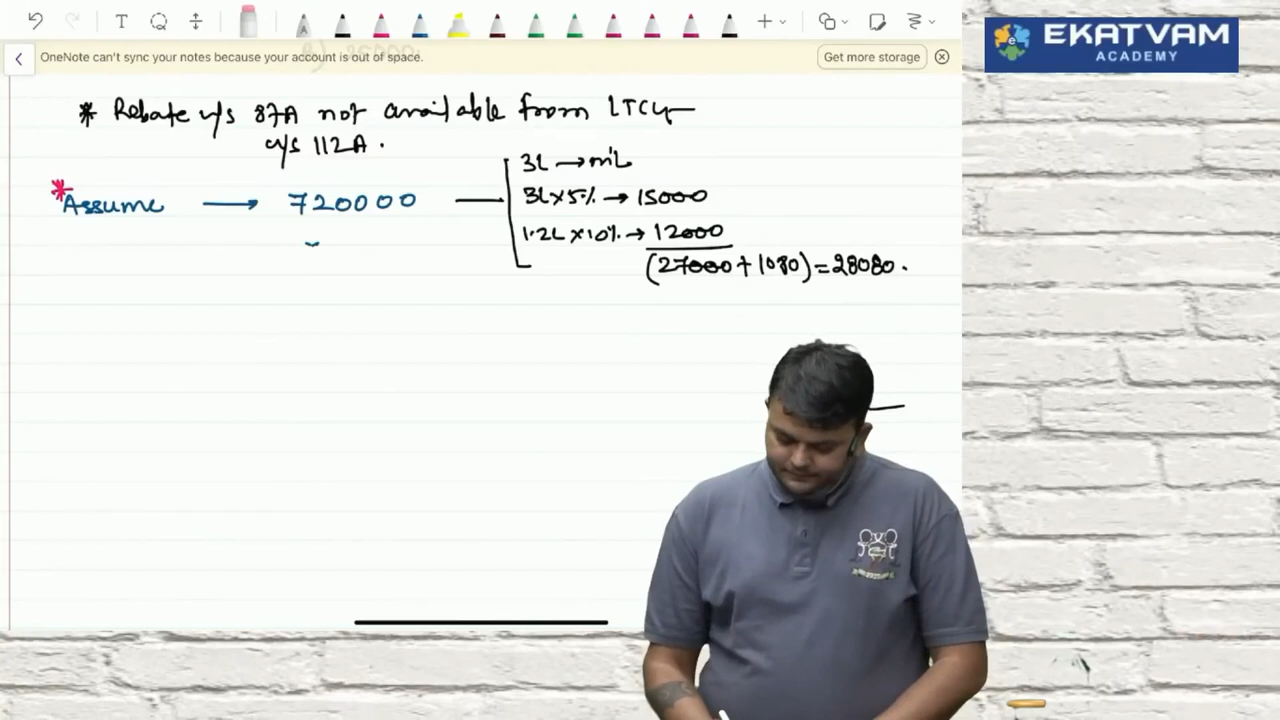 OneNote can't sync your notes because your account is out of space.
Get more storage
EKATVAM
ACADEMY
* Rebate u/s 87A not available from LTCG
u/s 112A.
*Assume → 720000
3L → nil
3L×5% → 15000
1.2L ×10% → 12000
(27000+1080)=28080.